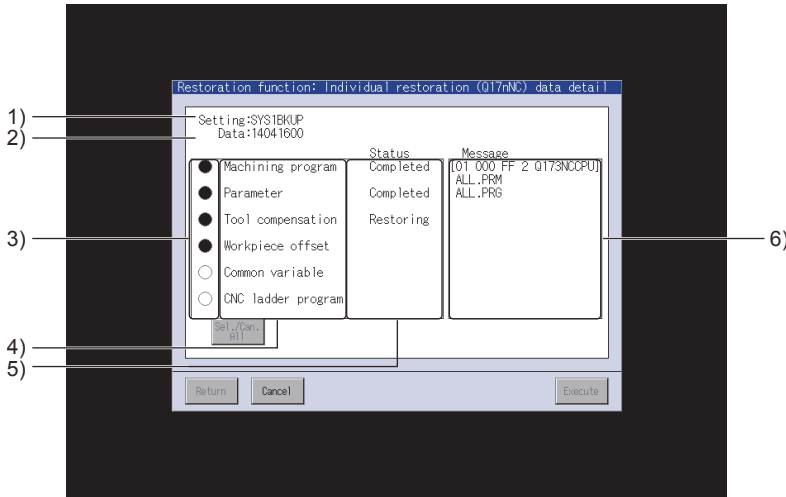 Restoration function: Individual restoration (Q17nNC) data detail
1)
Setting:SYS1BKUP
2)
Data:14041600
Status Message
Machining program Completed [01 000 FF 2 Q173NCCPU]
ALL.PRM
Parameter Completed ALL.PRG
Tool compensation Restoring
3)
Workpiece offset
6)
Common variable
CNC ladder program
Sel./Can.
All
4)
5)
Return Cancel Execute